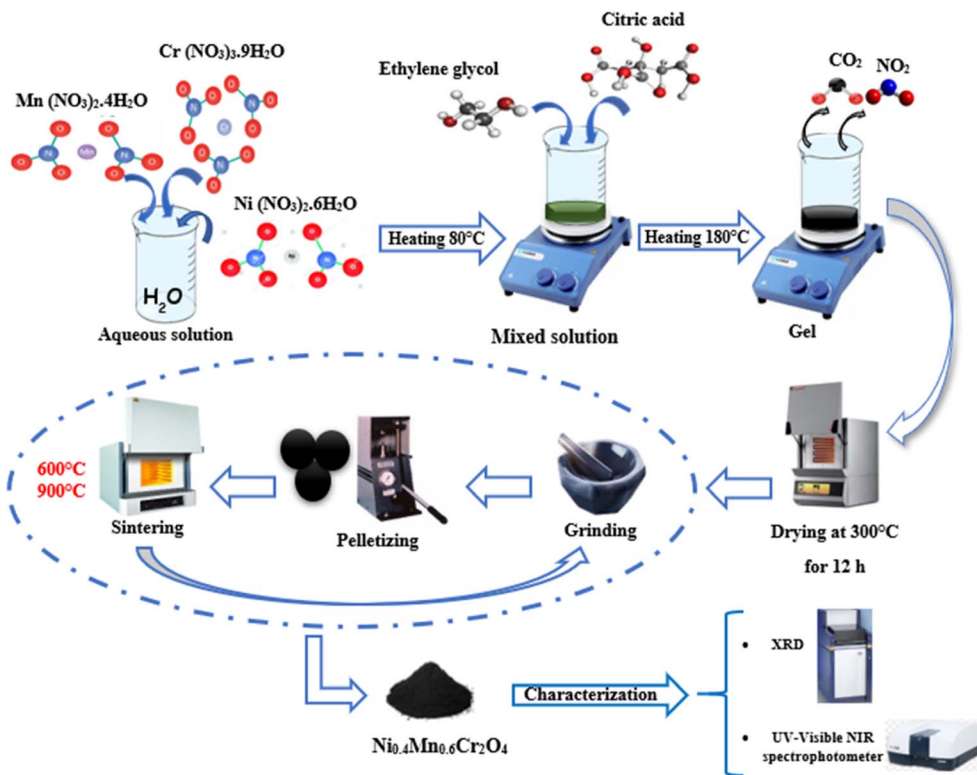 Cr (NO₃)₃.9H₂O
Mn (NO₃)₂.4H₂O
Ni (NO₃)₂.6H₂O
H₂O
Aqueous solution
Heating 80°C
Ethylene glycol
Citric acid
Mixed solution
Heating 180°C
CO₂
NO₂
Gel
Drying at 300°C
for 12 h
Grinding
Pelletizing
600°C
900°C
Sintering
Ni₀.₄Mn₀.₆Cr₂O₄
Characterization
• XRD
• UV-Visible NIR
spectrophotometer